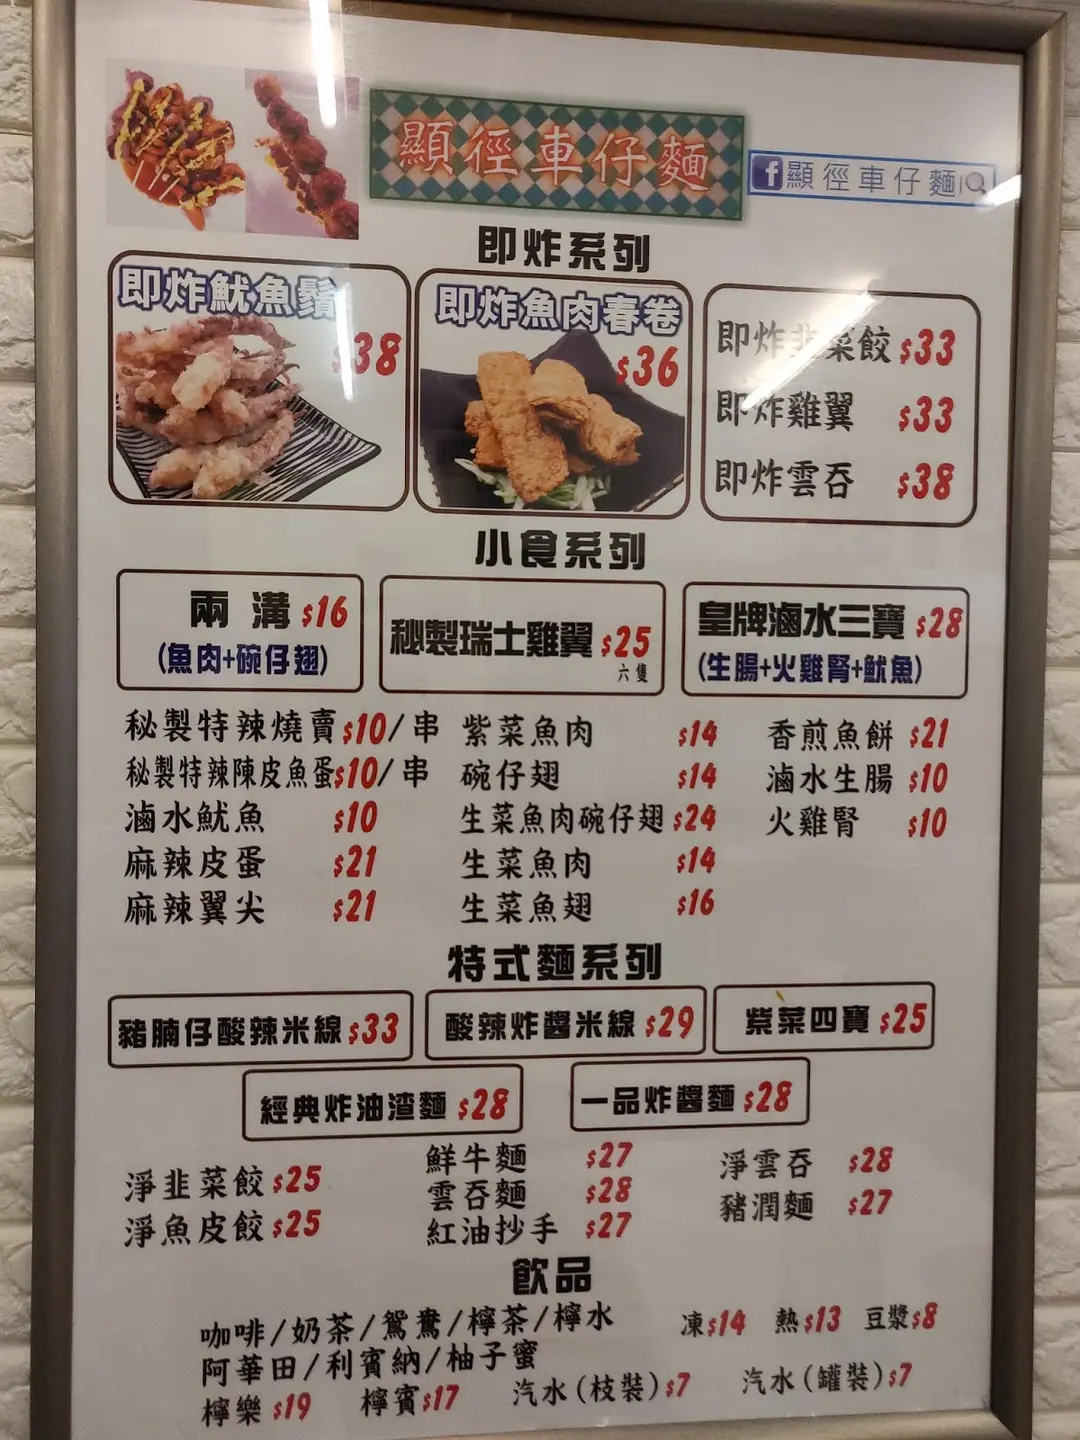 顯徑車仔麵
f 顯徑車仔麵
即炸系列
即炸魷魚鬚 $38
即炸魚肉春卷 $36
即炸韭菜餃 $33
即炸雞翼 $33
即炸雲吞 $38
小食系列
兩溝 $16
(魚肉+碗仔翅)
秘製瑞士雞翼 $25
六隻
皇牌滷水三寶 $28
(生腸+火雞腎+魷魚)
秘製特辣燒賣 $10/串
秘製特辣陳皮魚蛋 $10/串
滷水魷魚 $10
麻辣皮蛋 $21
麻辣翼尖 $21
紫菜魚肉 $14
碗仔翅 $14
生菜魚肉碗仔翅 $24
生菜魚肉 $14
生菜魚翅 $16
香煎魚餅 $21
滷水生腸 $10
火雞腎 $10
特式麵系列
豬腩仔酸辣米線 $33
酸辣炸醬米線 $29
紫菜四寶 $25
經典炸油渣麵 $28
一品炸醬麵 $28
淨韭菜餃 $25
淨魚皮餃 $25
鮮牛麵 $27
雲吞麵 $28
紅油抄手 $27
淨雲吞 $28
豬潤麵 $27
飲品
咖啡/奶茶/鴛鴦/檸茶/檸水
阿華田/利賓納/柚子蜜
凍 $14 熱 $13 豆漿 $8
檸樂 $19 檸賓 $17 汽水(枝裝) $7 汽水(罐裝) $7